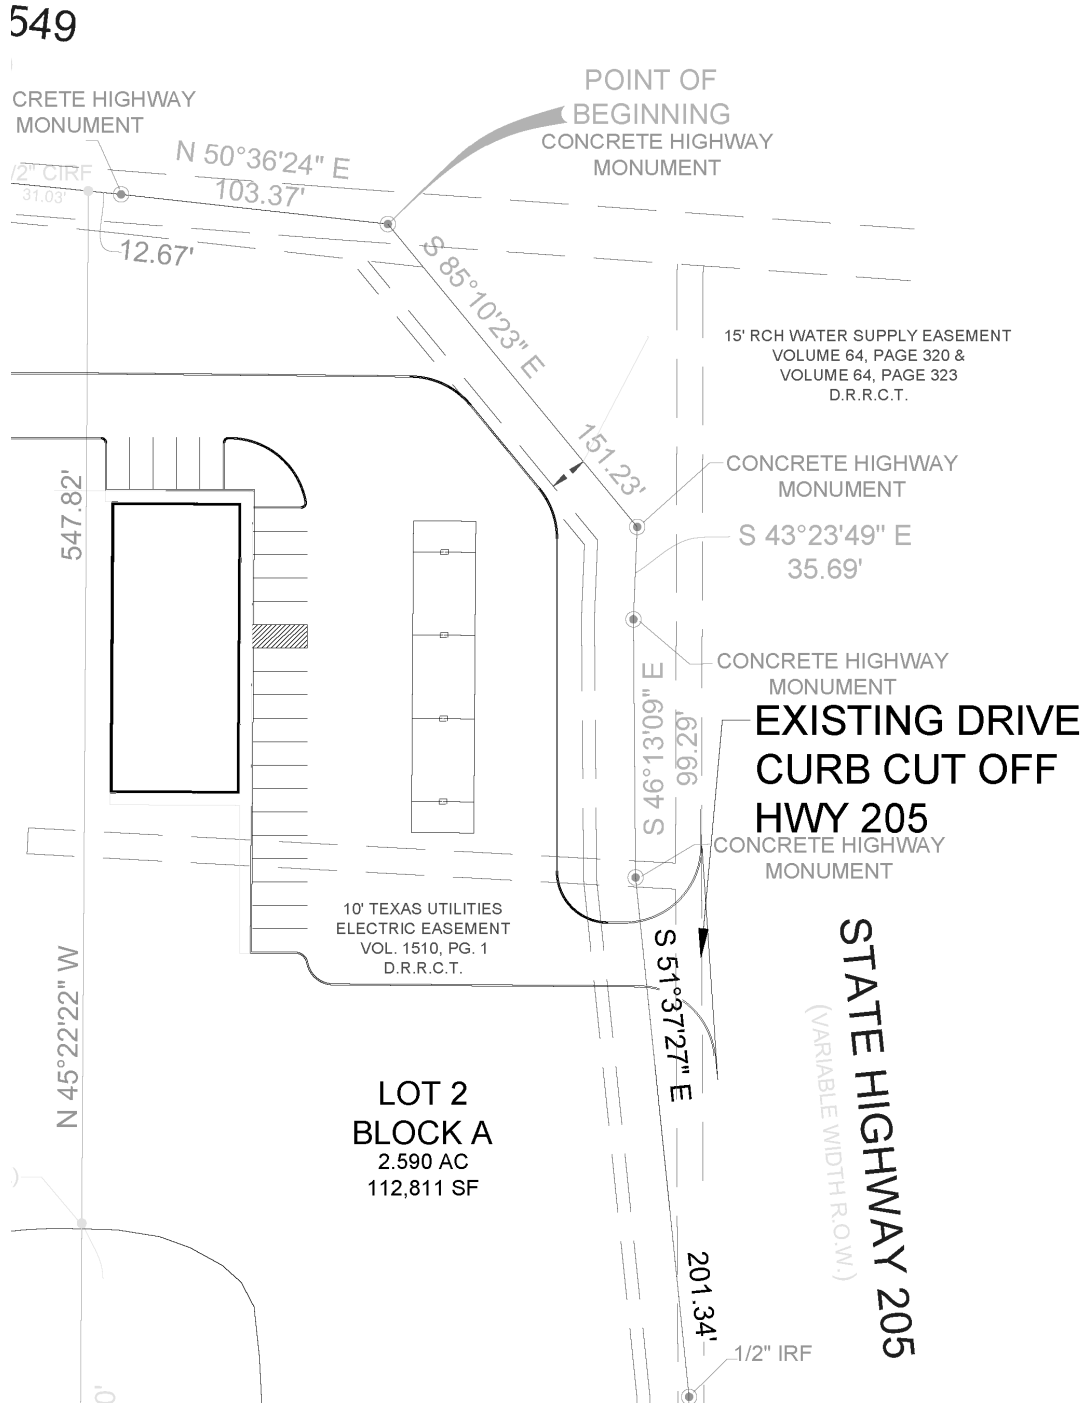 549
CRETE HIGHWAY
MONUMENT
N 50°36'24" E
103.37'
POINT OF
BEGINNING
CONCRETE HIGHWAY
MONUMENT
/2" CIRF
31.03'
12.67'
S 85°10'23" E
151.23'
15' RCH WATER SUPPLY EASEMENT
VOLUME 64, PAGE 320 &
VOLUME 64, PAGE 323
D.R.R.C.T.
CONCRETE HIGHWAY
MONUMENT
547.82'
S 43°23'49" E
35.69'
CONCRETE HIGHWAY
MONUMENT
S 46°13'09" E
99.29'
EXISTING DRIVE
CURB CUT OFF
HWY 205
CONCRETE HIGHWAY
MONUMENT
10' TEXAS UTILITIES
ELECTRIC EASEMENT
VOL. 1510, PG. 1
D.R.R.C.T.
N 45°22'22" W
S 51°37'27" E
STATE HIGHWAY 205
(VARIABLE WIDTH R.O.W.)
LOT 2
BLOCK A
2.590 AC
112,811 SF
)
201.34'
1/2" IRF
0'